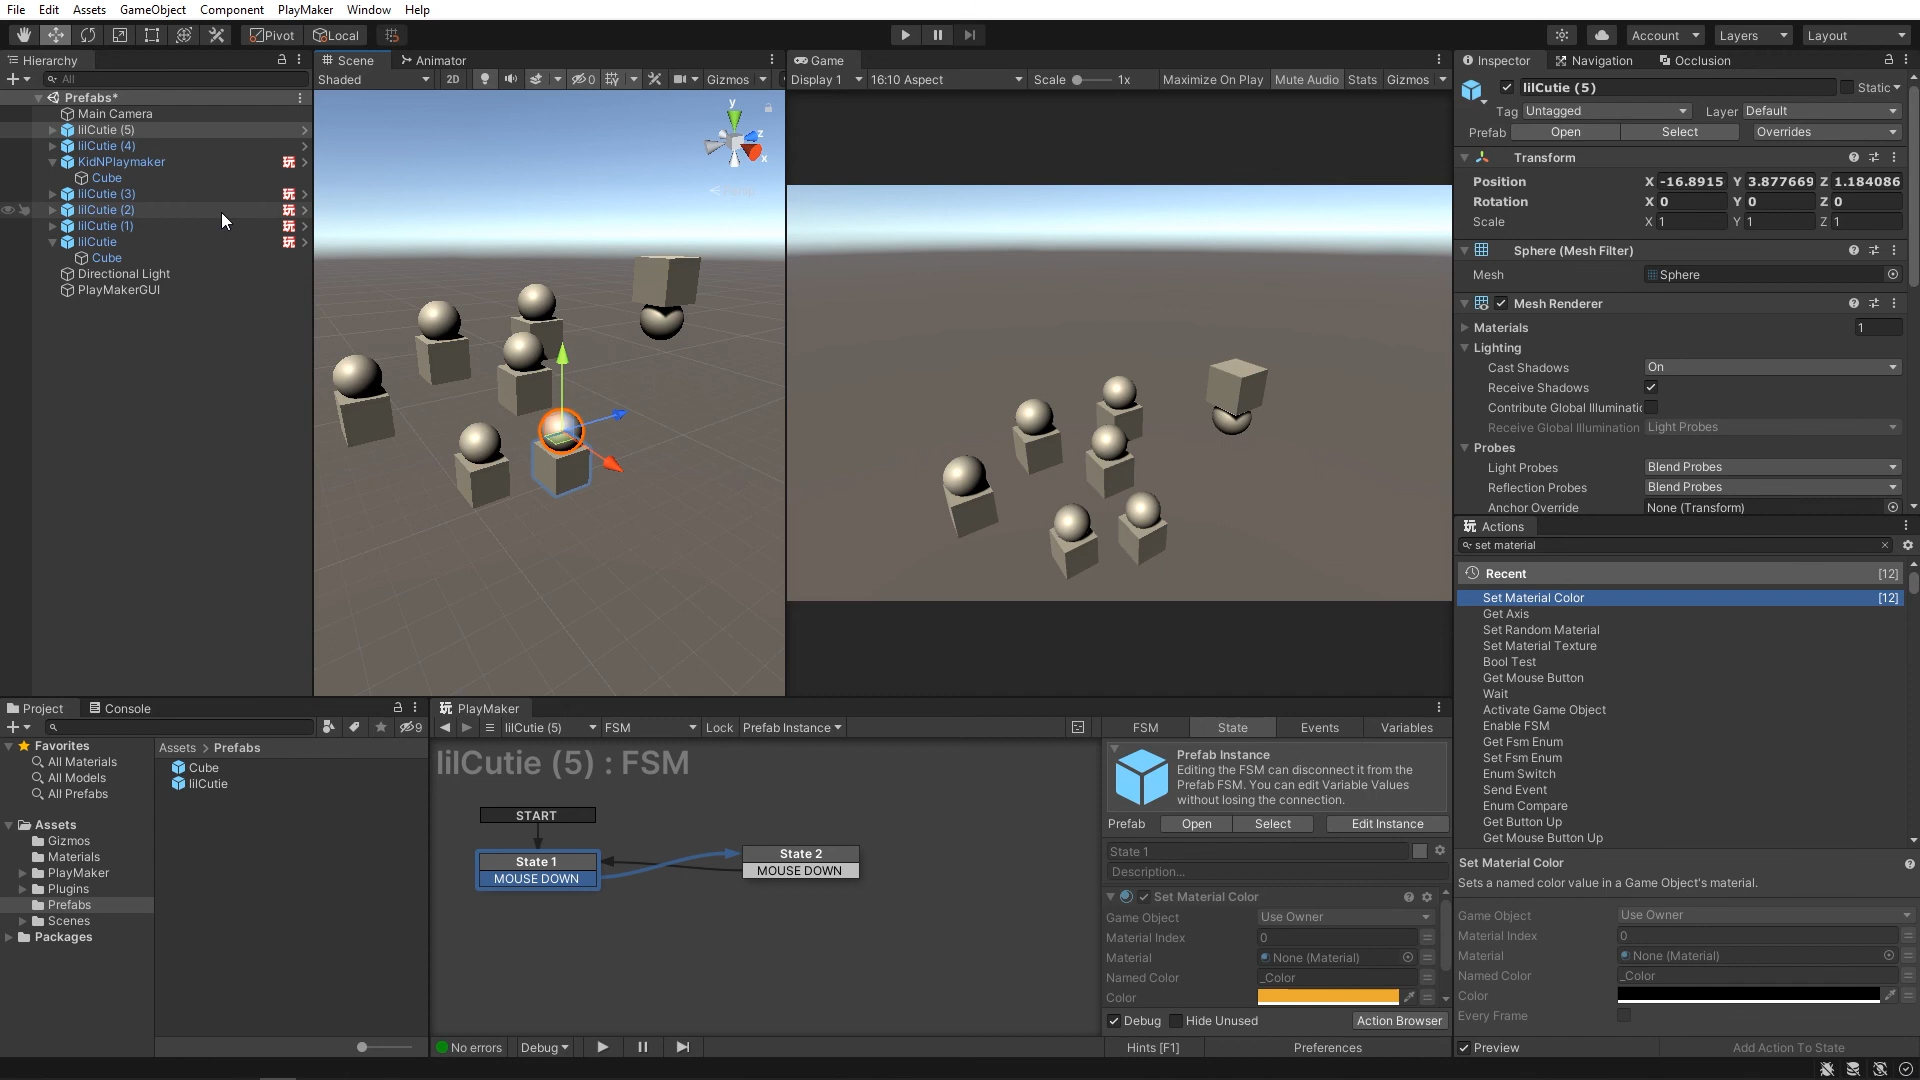 File Edit Assets GameObject Component PlayMaker Window Help
Pivot Local Account Layers Layout
Hierarchy
All
Prefabs*
Main Camera
lilCutie (5)
lilCutie (4)
KidNPlaymaker
Cube
lilCutie (3)
lilCutie (2)
lilCutie (1)
lilCutie
Cube
Directional Light
PlayMakerGUI
Scene Animator
Shaded 2D 0 Gizmos
y
z
x
Game
Display 1 16:10 Aspect Scale 1x Maximize On Play Mute Audio Stats Gizmos
Inspector Navigation Occlusion
lilCutie (5) Static
Tag Untagged Layer Default
Prefab Open Select Overrides
Transform
Position X -16.8915 Y 3.877669 Z 1.184086
Rotation X 0 Y 0 Z 0
Scale X 1 Y 1 Z 1
Sphere (Mesh Filter)
Mesh Sphere
Mesh Renderer
Materials 1
Lighting
Cast Shadows On
Receive Shadows
Contribute Global Illuminatic
Receive Global Illumination Light Probes
Probes
Light Probes Blend Probes
Reflection Probes Blend Probes
Anchor Override None (Transform)
Actions
set material
Recent [12]
Set Material Color [12]
Get Axis
Set Random Material
Set Material Texture
Bool Test
Get Mouse Button
Wait
Activate Game Object
Enable FSM
Get Fsm Enum
Set Fsm Enum
Enum Switch
Send Event
Enum Compare
Get Button Up
Get Mouse Button Up
Set Material Color
Sets a named color value in a Game Object's material.
Game Object Use Owner
Material Index 0
Material None (Material)
Named Color _Color
Color
Every Frame
Preview Add Action To State
Project Console
9
Favorites
All Materials
All Models
All Prefabs
Assets
Gizmos
Materials
PlayMaker
Plugins
Prefabs
Scenes
Packages
Assets > Prefabs
Cube
lilCutie
PlayMaker
lilCutie (5) FSM Lock Prefab Instance
lilCutie (5) : FSM
START
State 1
MOUSE DOWN
State 2
MOUSE DOWN
No errors Debug
FSM State Events Variables
Prefab Instance
Editing the FSM can disconnect it from the
Prefab FSM. You can edit Variable Values
without losing the connection.
Prefab Open Select Edit Instance
State 1
Description...
Set Material Color
Game Object Use Owner
Material Index 0
Material None (Material)
Named Color _Color
Color
Debug Hide Unused Action Browser
Hints [F1] Preferences